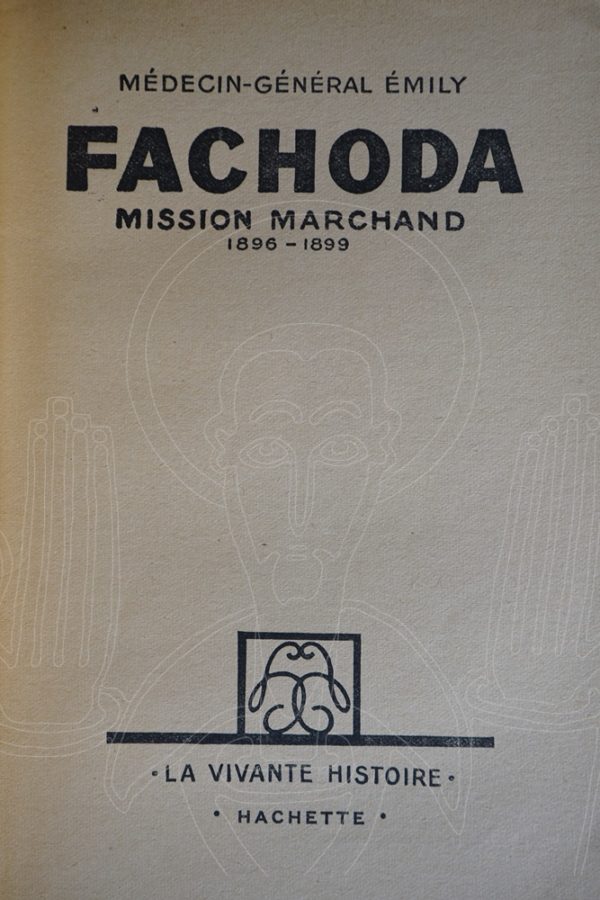 MÉDECIN-GÉNÉRAL ÉMILY
FACHODA
MISSION MARCHAND
1896 - 1899
• LA VIVANTE HISTOIRE •
• HACHETTE •